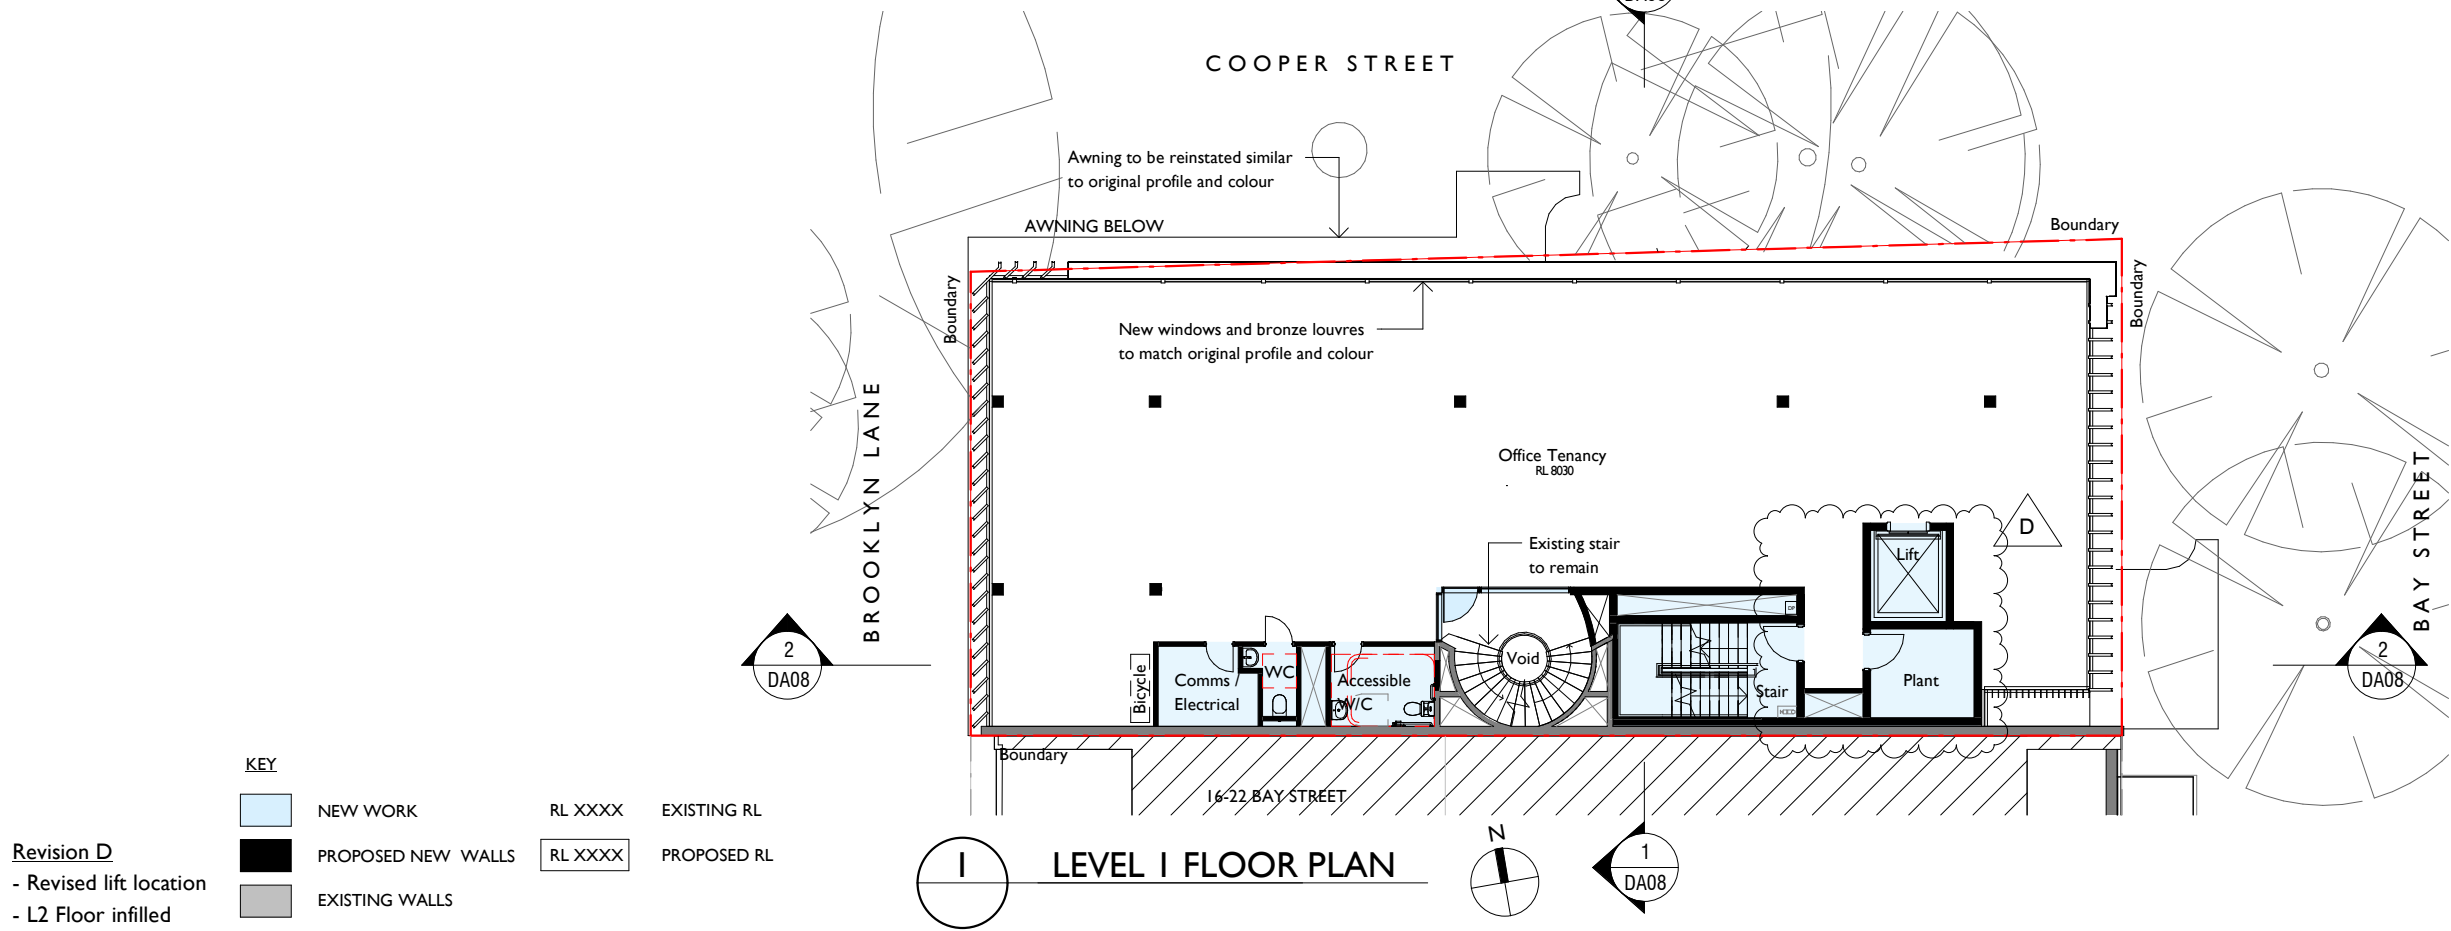 COOPER STREET
Awning to be reinstated similar
to original profile and colour
AWNING BELOW
Boundary
Boundary
Boundary
New windows and bronze louvres
to match original profile and colour
BROOKLYN LANE
BAY STREET
Office Tenancy
RL 8030
D
Existing stair
to remain
Lift
2
DA08
2
DA08
Bicycle
Comms /
Electrical
WC
Accessible
W/C
Void
Stair
Plant
Boundary
16-22 BAY STREET
KEY
NEW WORK
RL XXXX
EXISTING RL
PROPOSED NEW WALLS
RL XXXX
PROPOSED RL
EXISTING WALLS
Revision D
- Revised lift location
- L2 Floor infilled
1
LEVEL 1 FLOOR PLAN
N
1
DA08